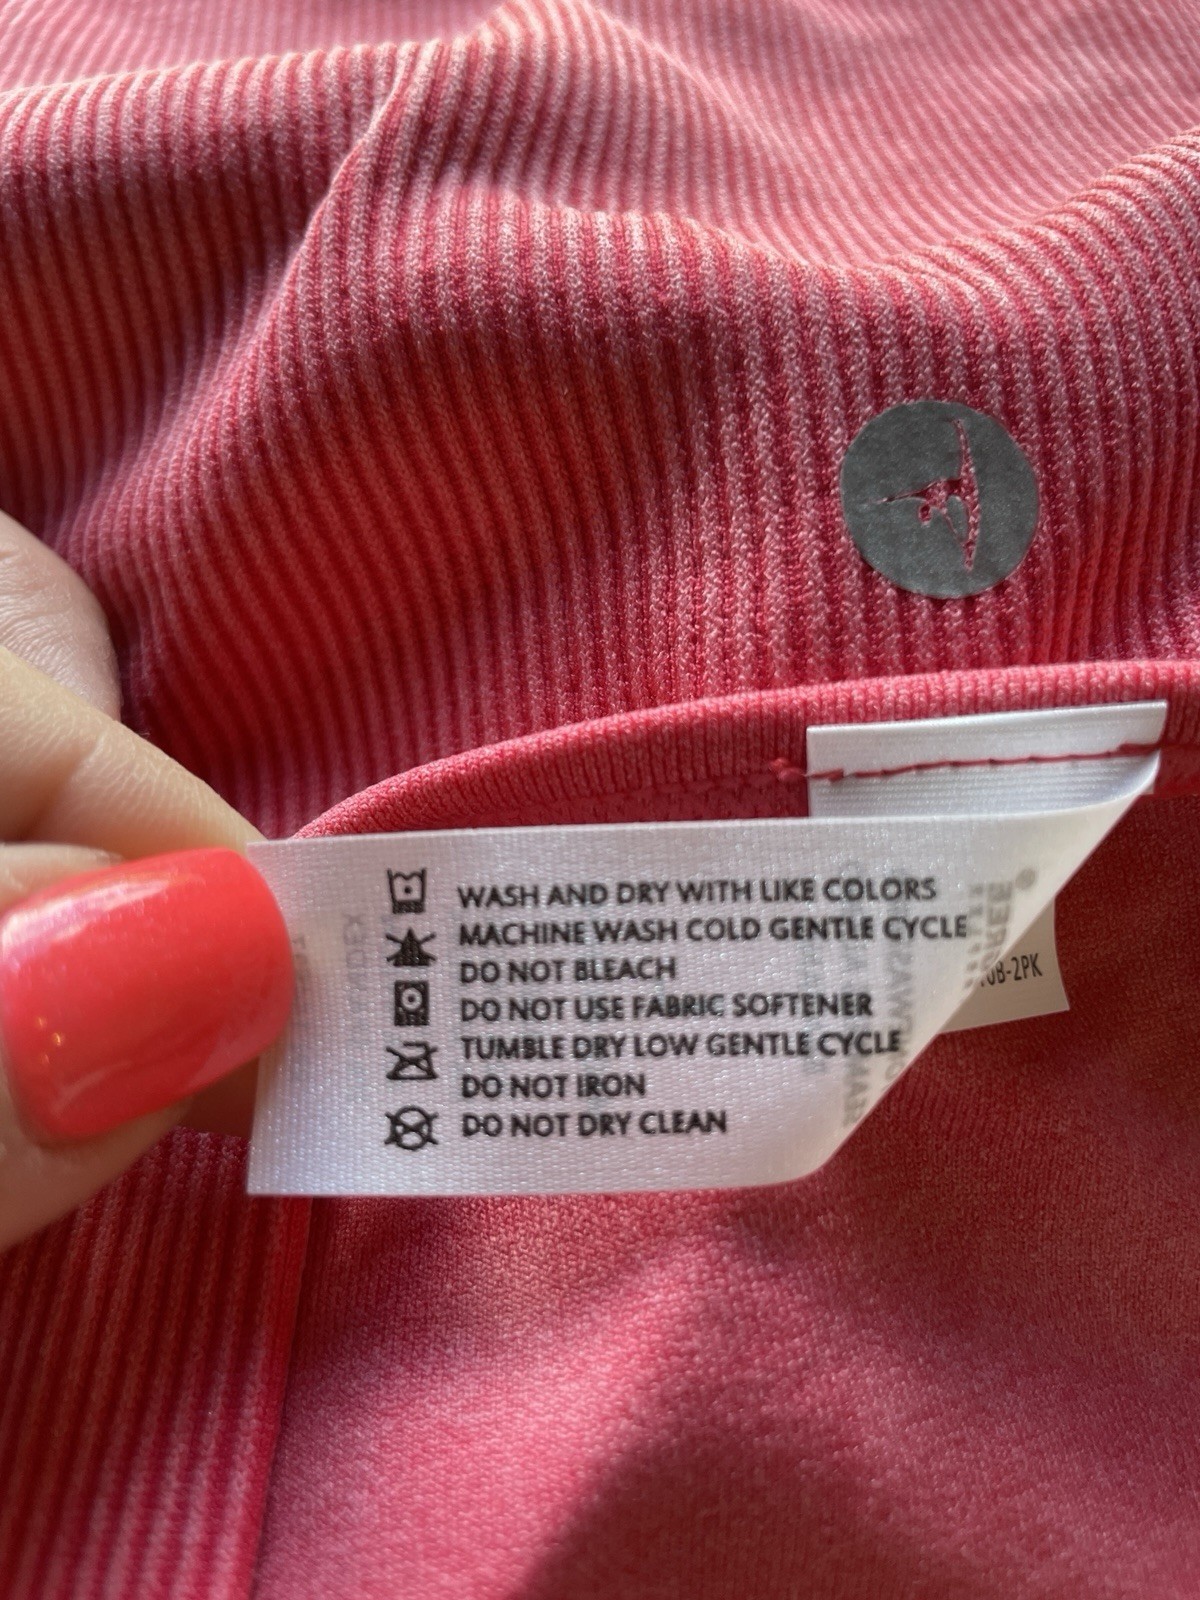 WASH AND DRY WITH LIKE COLORS
MACHINE WASH COLD GENTLE CYCLE
DO NOT BLEACH
DO NOT USE FABRIC SOFTENER
TUMBLE DRY LOW GENTLE CYCLE
DO NOT IRON
DO NOT DRY CLEAN
-2PK